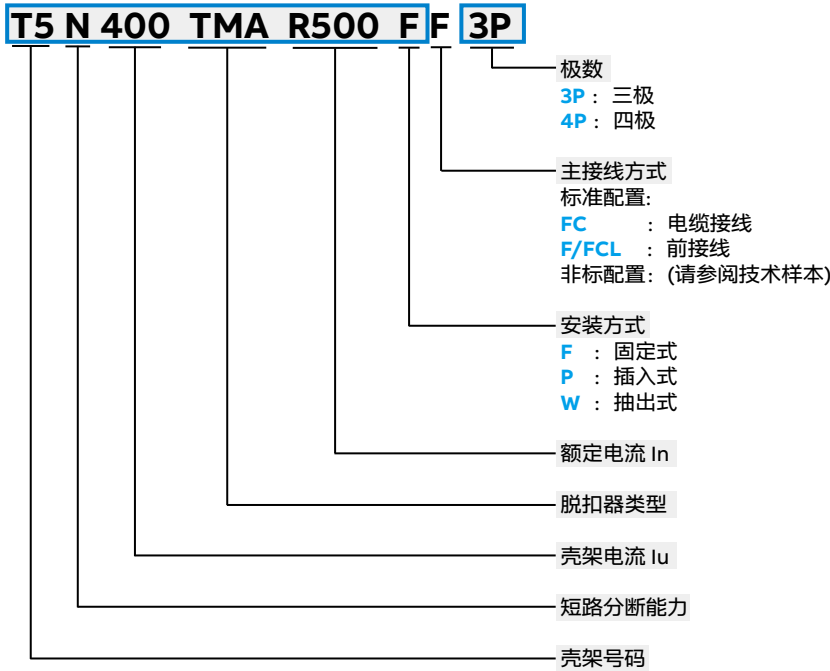 T5 N 400 TMA R500 F F 3P
极数
3P： 三极
4P： 四极
主接线方式
标准配置:
FC ： 电缆接线
F/FCL ： 前接线
非标配置： (请参阅技术样本)
安装方式
F ： 固定式
P ： 插入式
W ： 抽出式
额定电流 In
脱扣器类型
壳架电流 Iu
短路分断能力
壳架号码